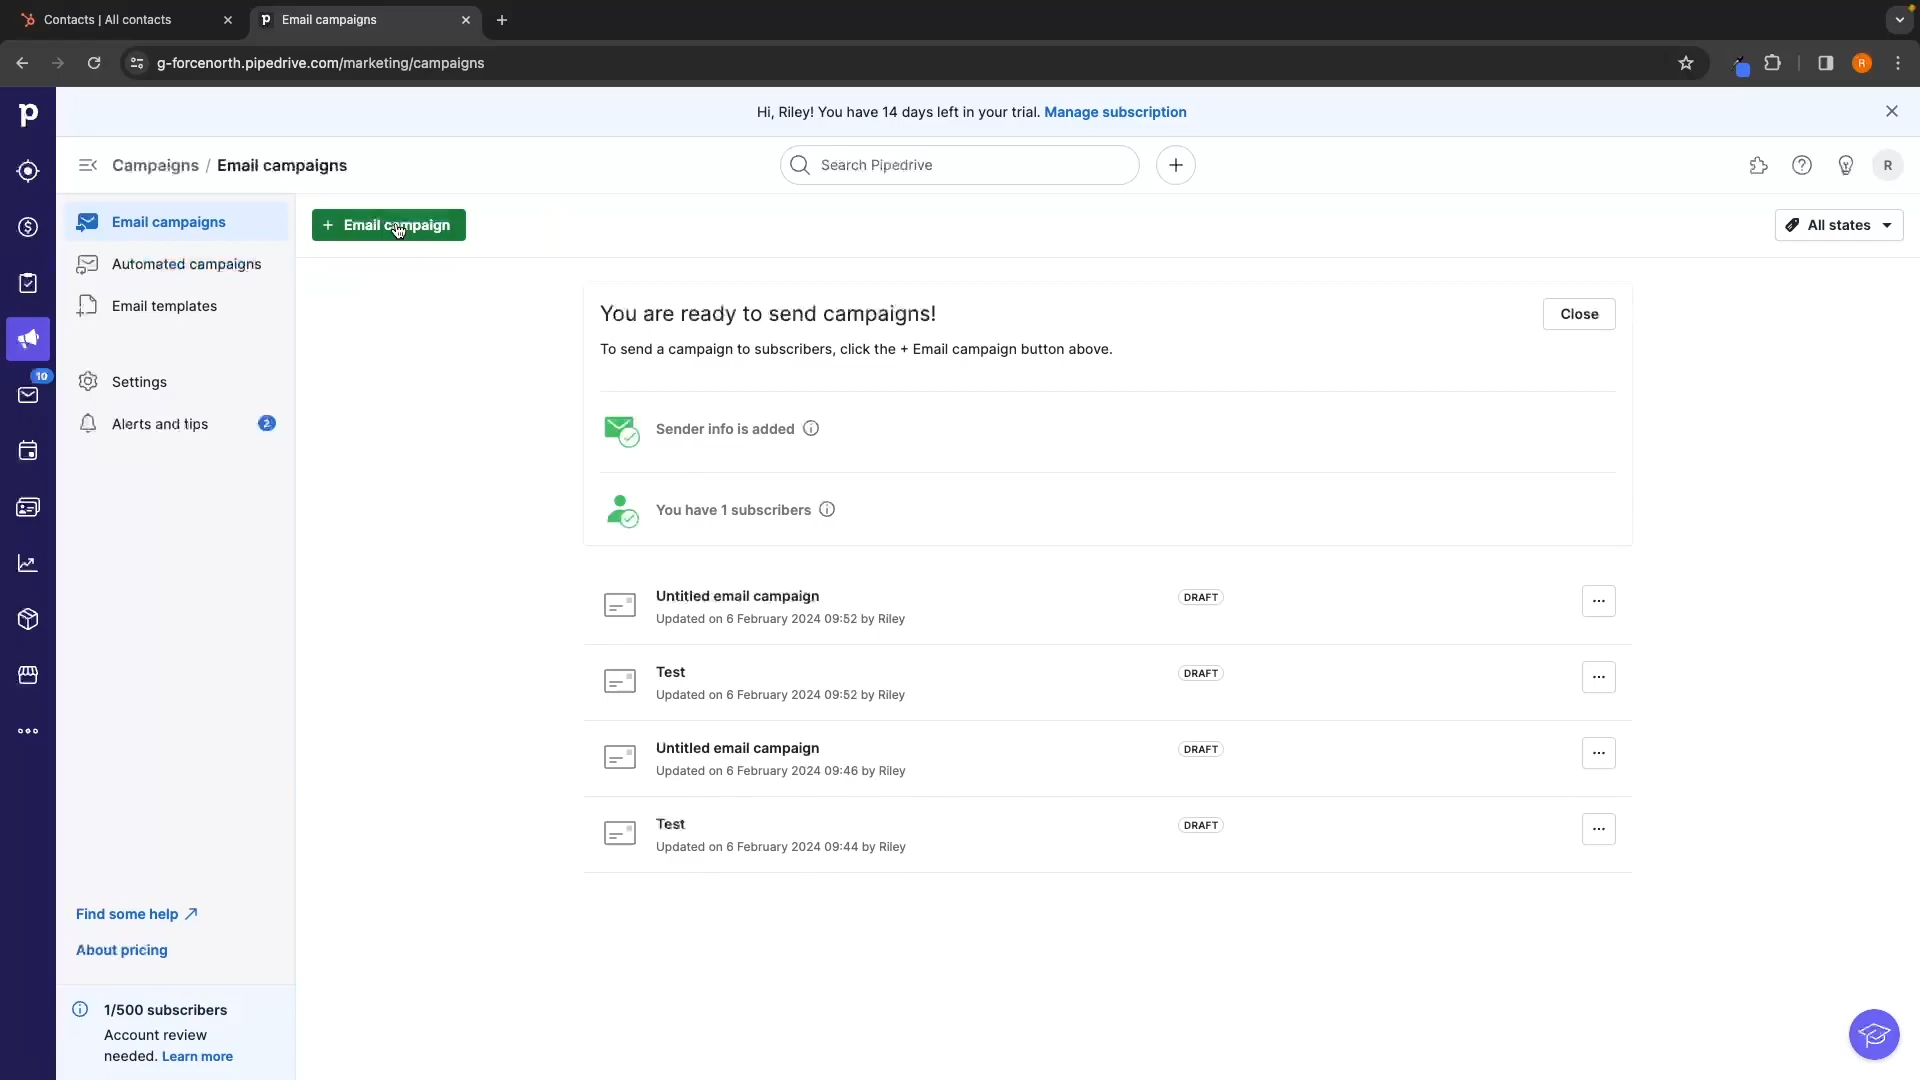 Contacts | All contacts
Email campaigns
g-forcenorth.pipedrive.com/marketing/campaigns
R
Hi, Riley! You have 14 days left in your trial. Manage subscription
p
Campaigns / Email campaigns
Search Pipedrive
R
Email campaigns
+ Email campaign
All states
Automated campaigns
Email templates
You are ready to send campaigns!
Close
To send a campaign to subscribers, click the + Email campaign button above.
10
Settings
Alerts and tips
2
Sender info is added
You have 1 subscribers
Untitled email campaign
DRAFT
Updated on 6 February 2024 09:52 by Riley
Test
DRAFT
Updated on 6 February 2024 09:52 by Riley
Untitled email campaign
DRAFT
Updated on 6 February 2024 09:46 by Riley
Test
DRAFT
Updated on 6 February 2024 09:44 by Riley
Find some help
About pricing
1/500 subscribers
Account review
needed. Learn more